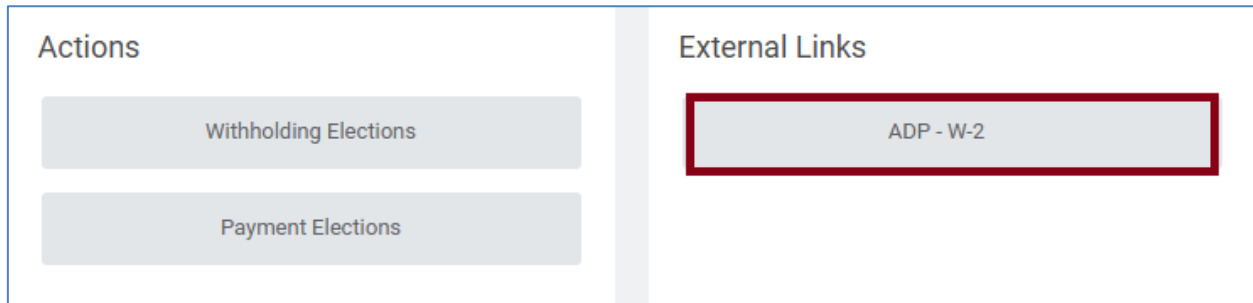 Actions
Withholding Elections
Payment Elections
External Links
ADP - W-2